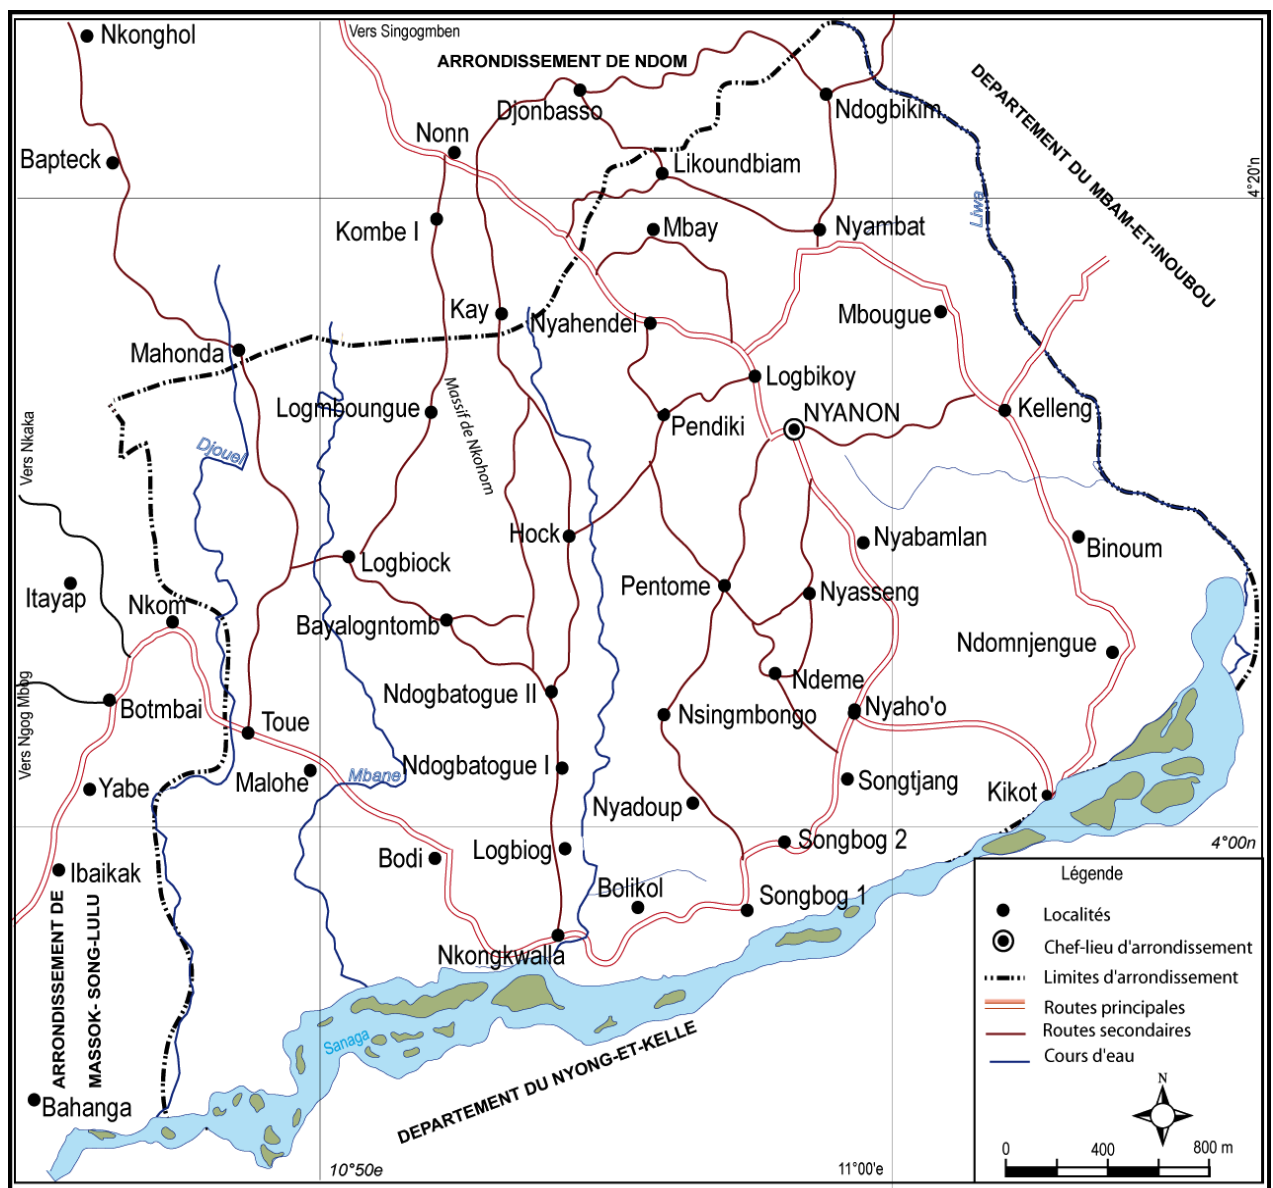 Nkonghol
Vers Singogmben
ARRONDISSEMENT DE NDOM
DEPARTEMENT DU MBAM-ET-INOUBOU
Djonbasso
Ndogbikim
Nonn
Bapteck
Likoundbiam
4°20'n
Liwa
Kombe I
Mbay
Nyambat
Kay
Nyahendel
Mbougue
Mahonda
Logbikoy
Massif de Nkohom
Logmboungue
NYANON
Kelleng
Pendiki
Vers Nkaka
Djouel
Hock
Nyabamlan
Binoum
Logbiock
Itayap
Nkom
Pentome
Nyasseng
Bayalogntomb
Ndomnjengue
Ndeme
Ndogbatogue II
Vers Ngog Mbog
Botmbai
Toue
Nsingmbongo
Nyaho'o
Ndogbatogue I
Mbane
Malohe
Yabe
Songtjang
Kikot
Nyadoup
Songbog 2
4°00n
Logbiog
Bodi
Ibaikak
Bolikol
Songbog 1
ARRONDISSEMENT DE
MASSOK- SONG-LULU
Nkongkwalla
Sanaga
DEPARTEMENT DU NYONG-ET-KELLE
Bahanga
10°50e
11°00'e
Légende
Localités
Chef-lieu d'arrondissement
Limites d'arrondissement
Routes principales
Routes secondaires
Cours d'eau
N
0 400 800 m